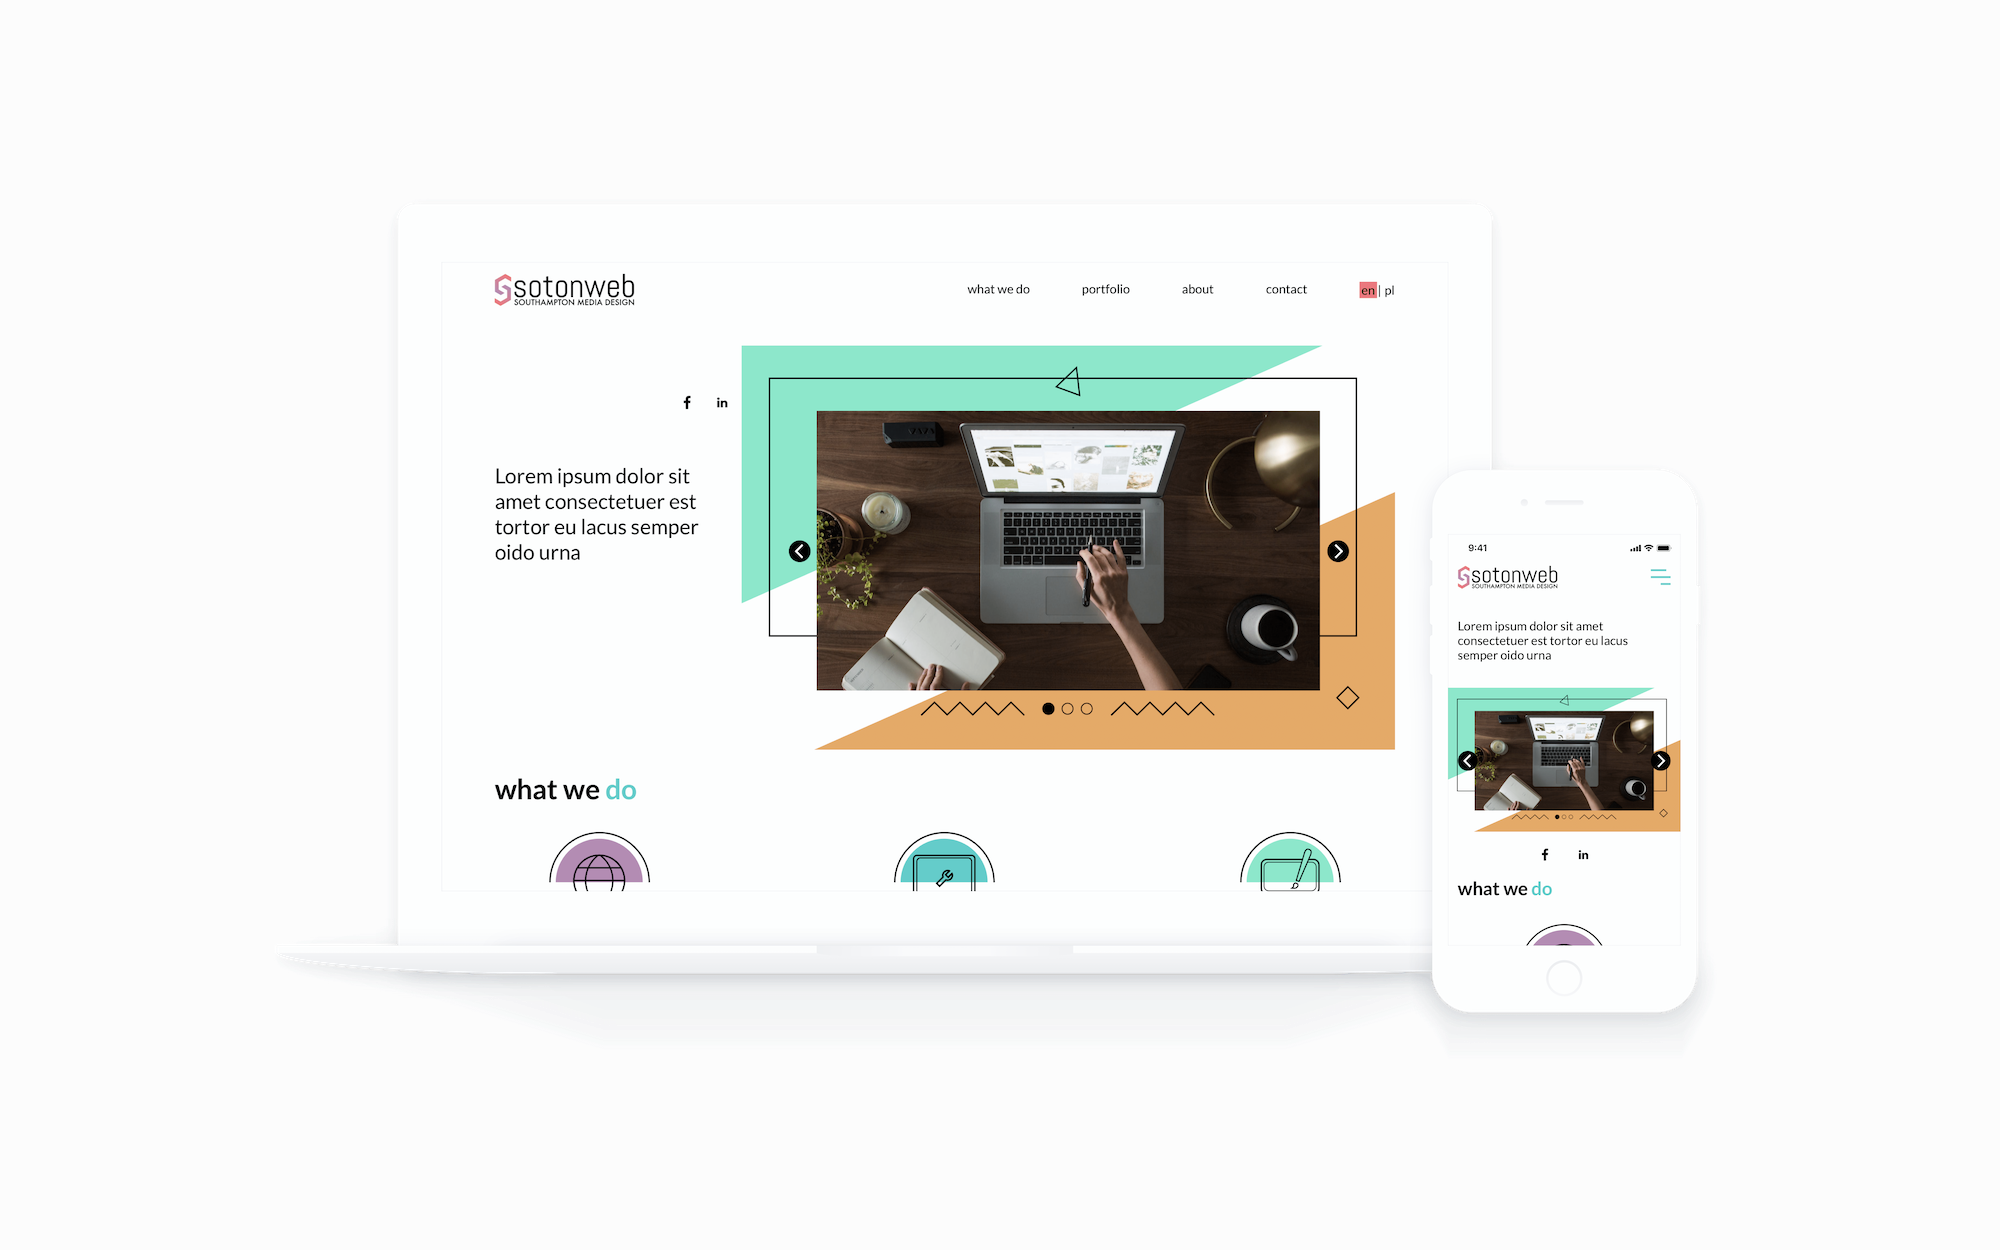 sotonweb
SOUTHAMPTON MEDIA DESIGN
what we do
portfolio
about
contact
en | pl
f in
Lorem ipsum dolor sit
amet consectetuer est
tortor eu lacus semper
oido urna
what we do
9:41
sotonweb
SOUTHAMPTON MEDIA DESIGN
Lorem ipsum dolor sit amet
consectetuer est tortor eu lacus
semper oido urna
f in
what we do